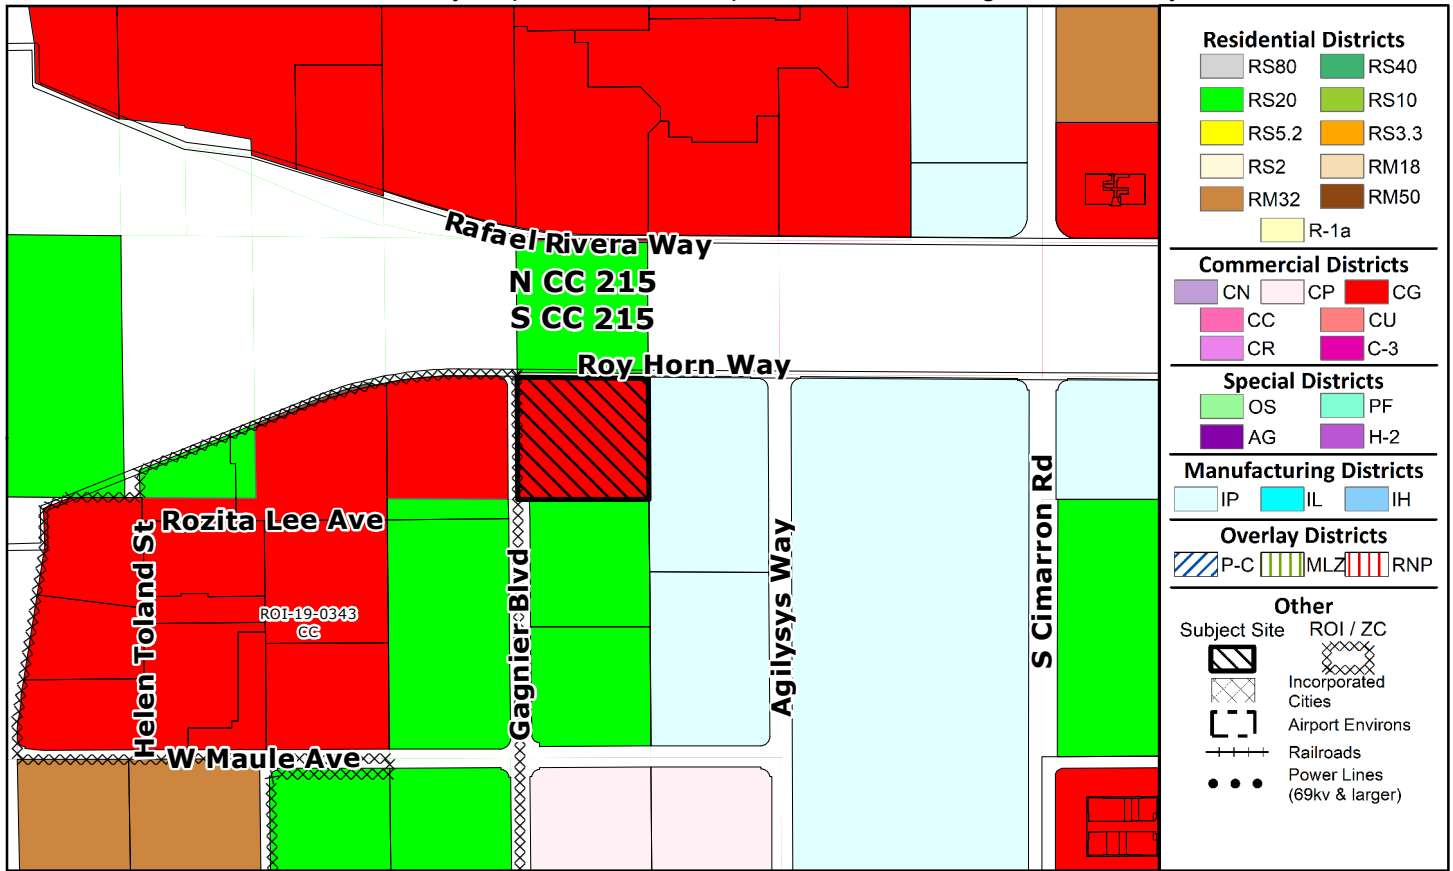 Rafael Rivera Way
N CC 215
S CC 215
Roy Horn Way
Rozita Lee Ave
Helen Toland St
ROI-19-0343
CC
Gagnier Blvd
Agilysys Way
S Cimarron Rd
W Maule Ave
Residential Districts
RS80 RS40
RS20 RS10
RS5.2 RS3.3
RS2 RM18
RM32 RM50
R-1a
Commercial Districts
CN CP CG
CC CU
CR C-3
Special Districts
OS PF
AG H-2
Manufacturing Districts
IP IL IH
Overlay Districts
P-C MLZ RNP
Other
Subject Site ROI / ZC
Incorporated
Cities
Airport Environs
Railroads
Power Lines
(69kv & larger)